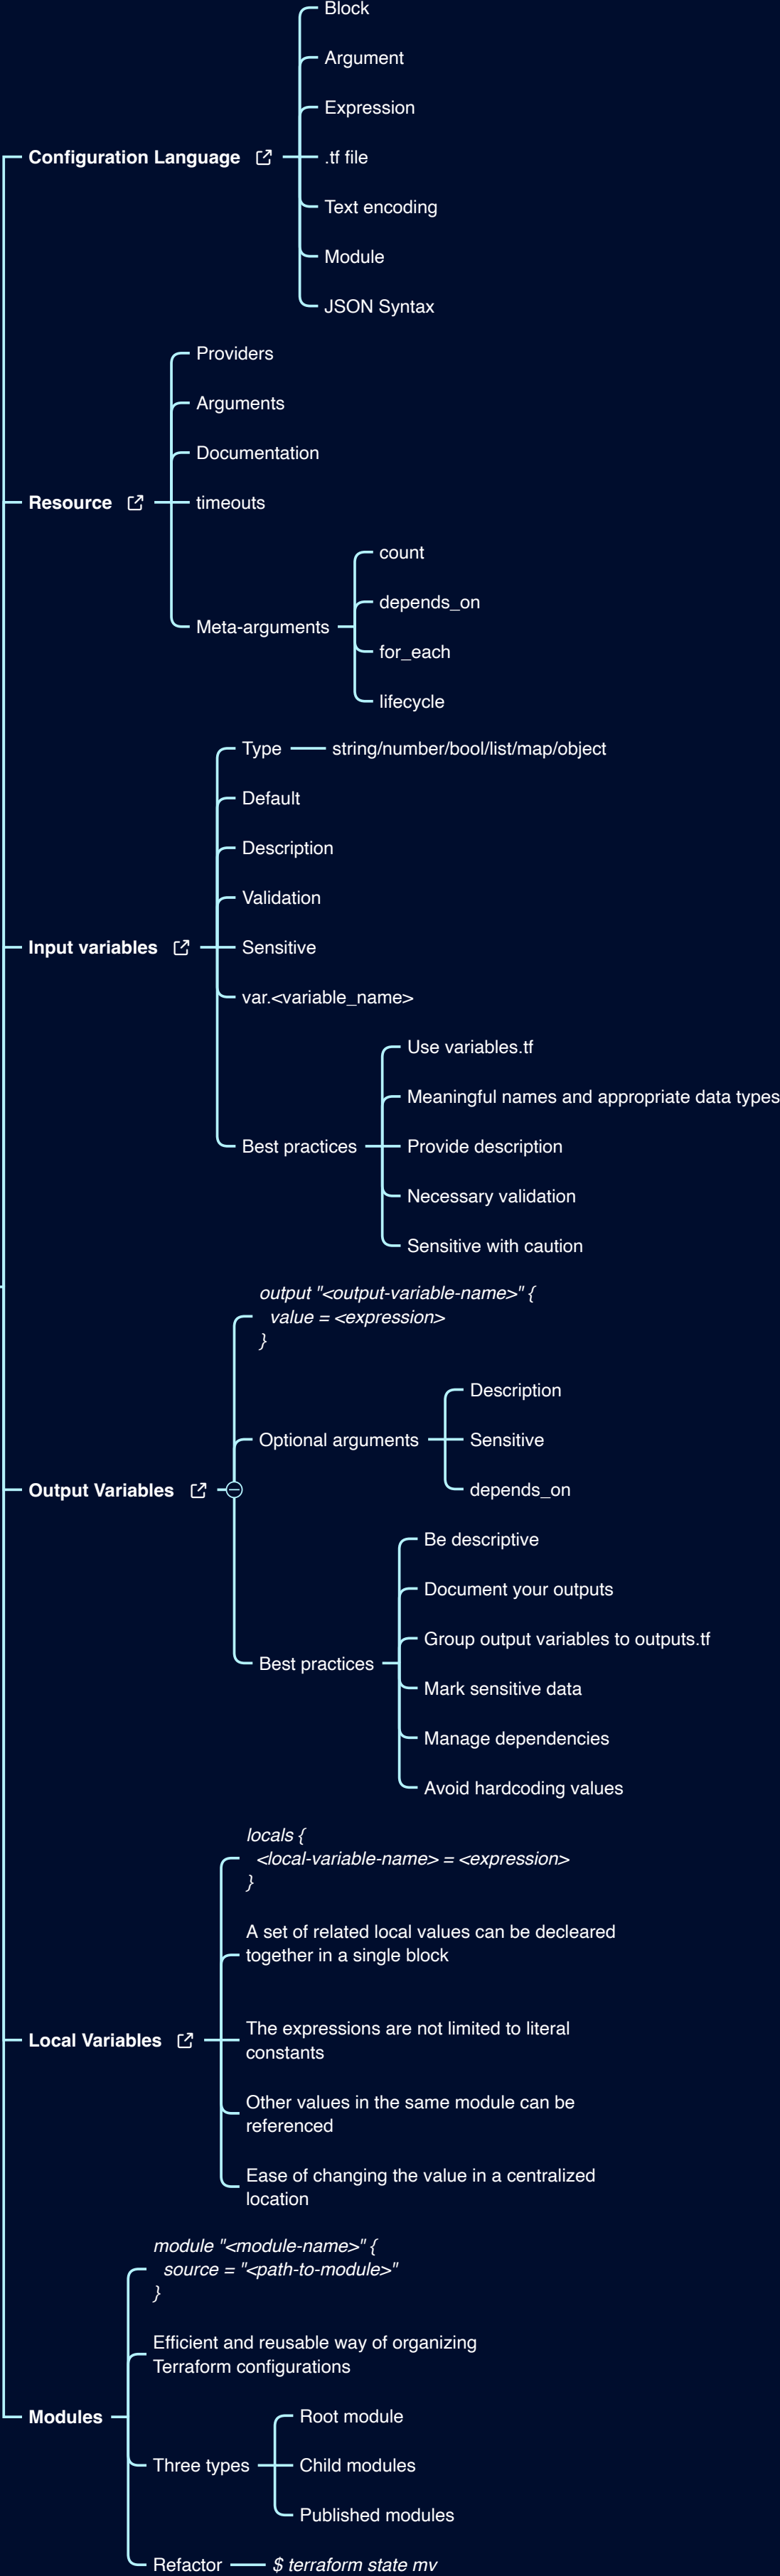 Block
Argument
Expression
Configuration Language
.tf file
Text encoding
Module
JSON Syntax
Providers
Arguments
Documentation
Resource
timeouts
count
depends_on
Meta-arguments
for_each
lifecycle
Type
string/number/bool/list/map/object
Default
Description
Validation
Input variables
Sensitive
var.<variable_name>
Use variables.tf
Meaningful names and appropriate data types
Best practices
Provide description
Necessary validation
Sensitive with caution
output "<output-variable-name>" {
value = <expression>
}
Description
Optional arguments
Sensitive
Output Variables
depends_on
Be descriptive
Document your outputs
Group output variables to outputs.tf
Best practices
Mark sensitive data
Manage dependencies
Avoid hardcoding values
locals {
<local-variable-name> = <expression>
}
A set of related local values can be decleared
together in a single block
Local Variables
The expressions are not limited to literal
constants
Other values in the same module can be
referenced
Ease of changing the value in a centralized
location
module "<module-name>" {
source = "<path-to-module>"
}
Efficient and reusable way of organizing
Terraform configurations
Modules
Root module
Three types
Child modules
Published modules
Refactor
$ terraform state mv